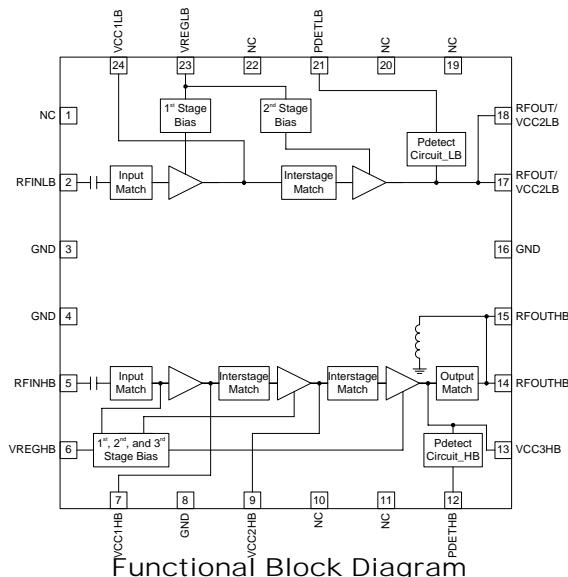 VCC1LB
VREGLB
NC
PDETLB
NC
NC
24
23
22
21
20
19
NC
1
1st Stage
Bias
2nd Stage
Bias
18
RFOUT/
VCC2LB
Pdetect
Circuit_LB
RFINLB
2
Input
Match
Interstage
Match
17
RFOUT/
VCC2LB
GND
3
16
GND
GND
4
15
RFOUTHB
RFINHB
5
Input
Match
Interstage
Match
Interstage
Match
Output
Match
14
RFOUTHB
VREGHB
6
1st, 2nd, and 3rd
Stage Bias
Pdetect
Circuit_HB
13
VCC3HB
7
8
9
10
11
12
VCC1HB
GND
VCC2HB
NC
NC
PDETHB
Functional Block Diagram